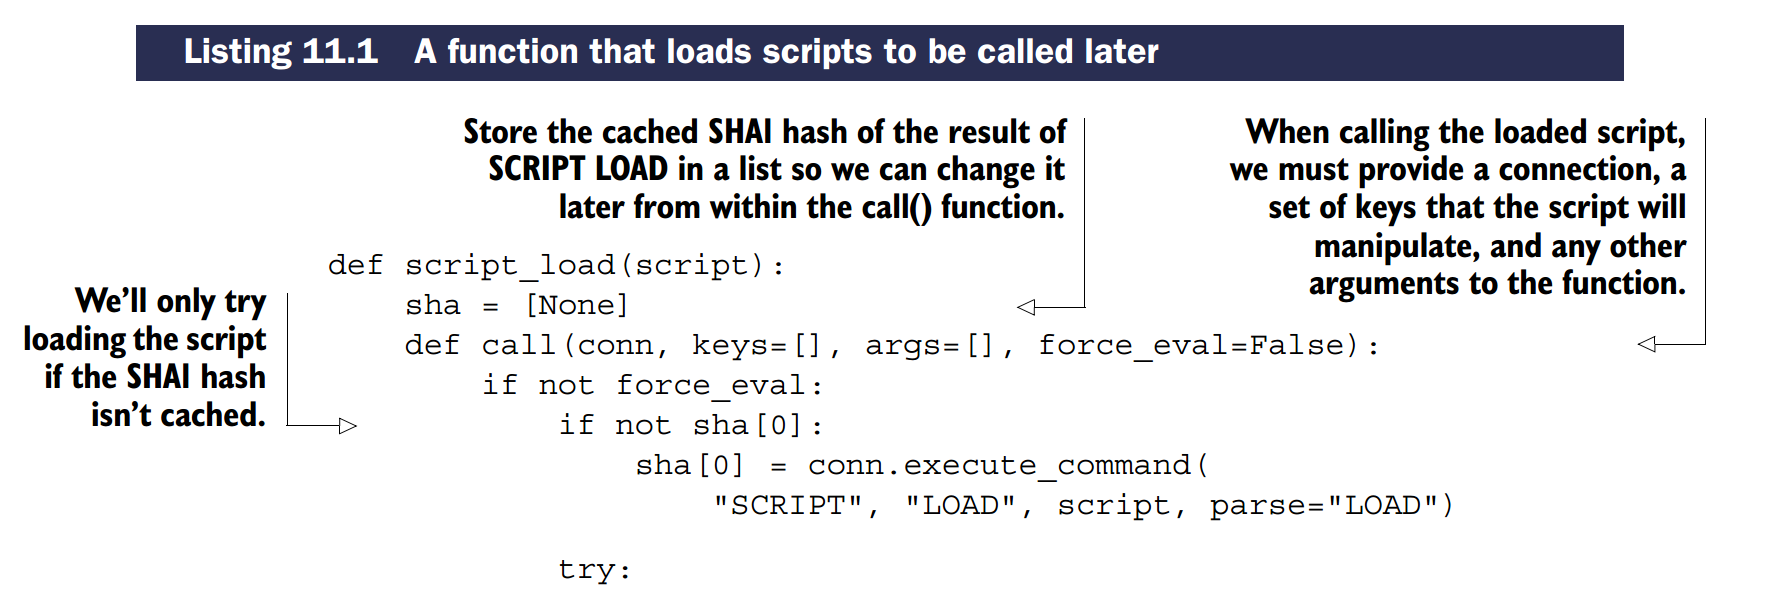 Listing 11.1 A function that loads scripts to be called later
Store the cached SHA1 hash of the result of
SCRIPT LOAD in a list so we can change it
later from within the call() function.
When calling the loaded script,
we must provide a connection, a
set of keys that the script will
manipulate, and any other
arguments to the function.
def script_load(script):
    sha = [None]
    def call(conn, keys=[], args=[], force_eval=False):
We'll only try
loading the script
if the SHA1 hash
isn't cached.
        if not force_eval:
            if not sha[0]:
                sha[0] = conn.execute_command(
                    "SCRIPT", "LOAD", script, parse="LOAD")
            try: